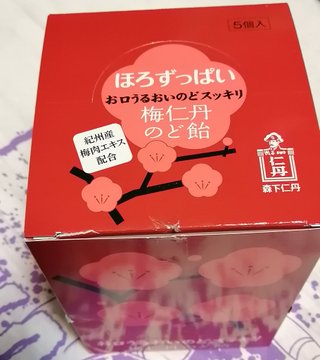 5個入
ほろずっぱい
お口うるおいのどスッキリ
梅仁丹
のど飴
紀州産
梅肉エキス
配合
仁丹
森下仁丹